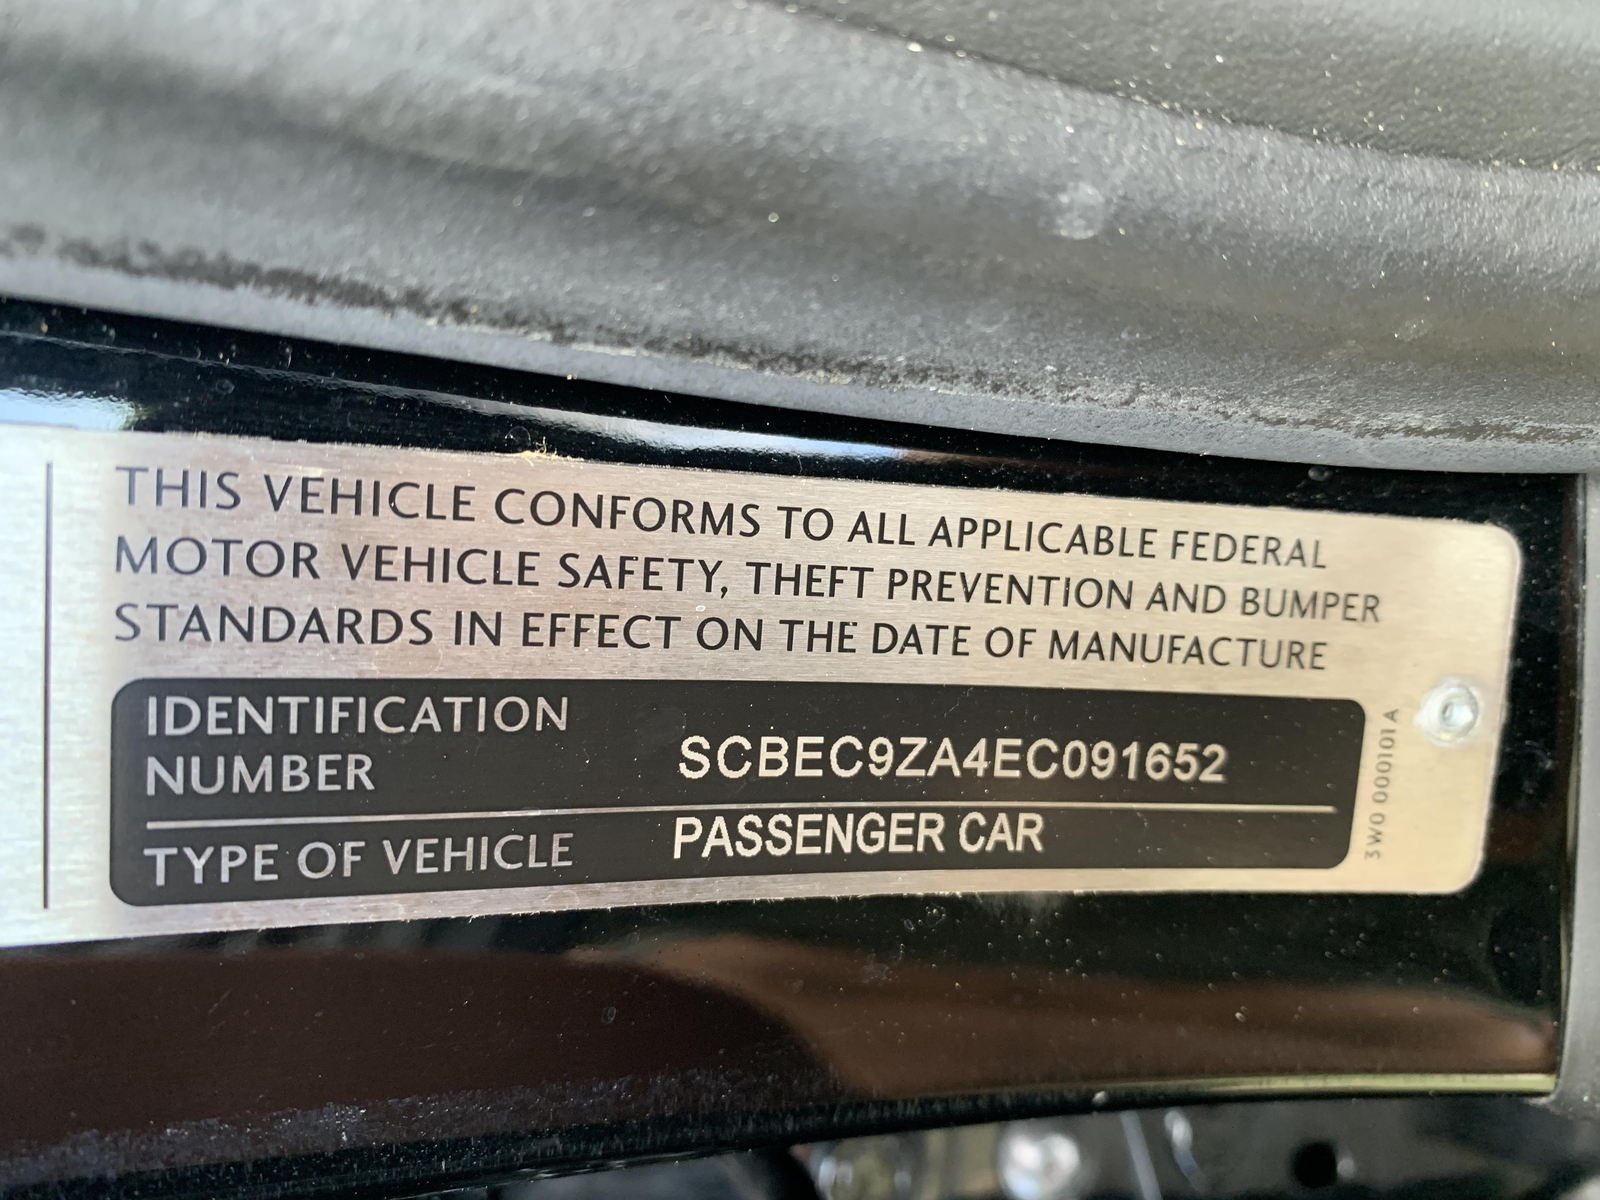 THIS VEHICLE CONFORMS TO ALL APPLICABLE FEDERAL
MOTOR VEHICLE SAFETY, THEFT PREVENTION AND BUMPER
STANDARDS IN EFFECT ON THE DATE OF MANUFACTURE
IDENTIFICATION
NUMBER SCBEC9ZA4EC091652
TYPE OF VEHICLE PASSENGER CAR
3W0 000101 A